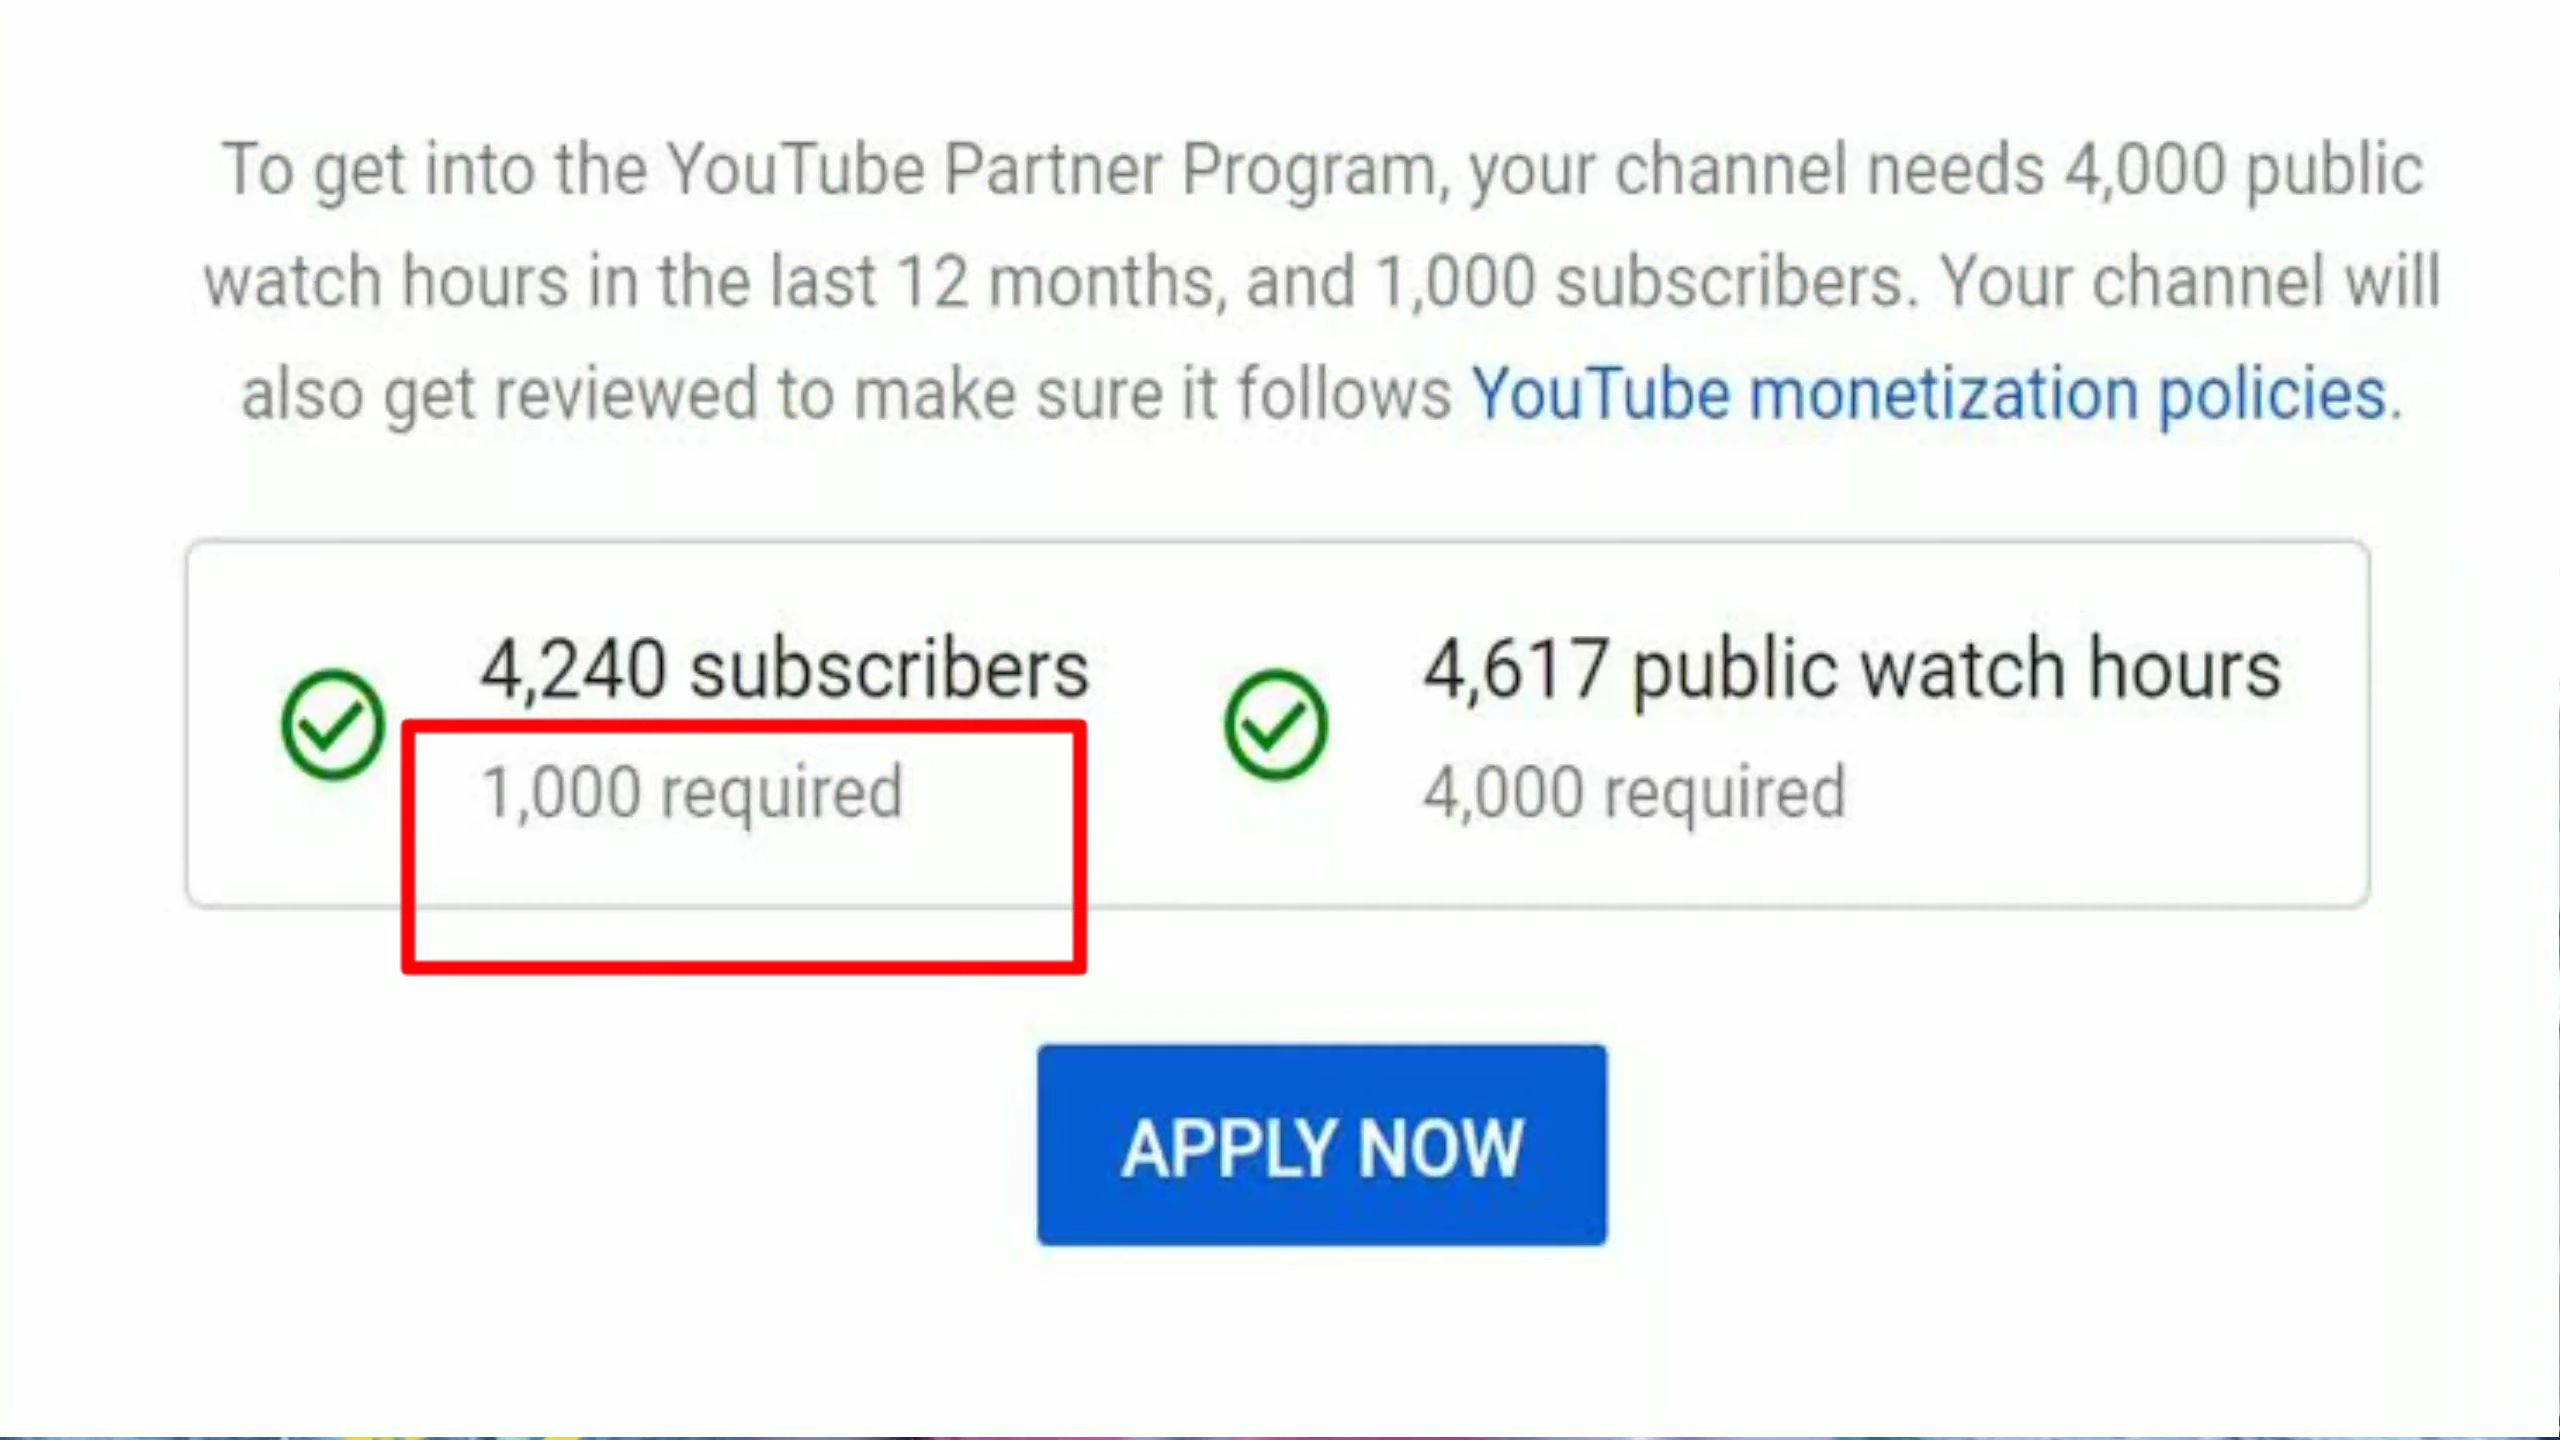 To get into the YouTube Partner Program, your channel needs 4,000 public
watch hours in the last 12 months, and 1,000 subscribers. Your channel will
also get reviewed to make sure it follows YouTube monetization policies.
4,240 subscribers
1,000 required
4,617 public watch hours
4,000 required
APPLY NOW